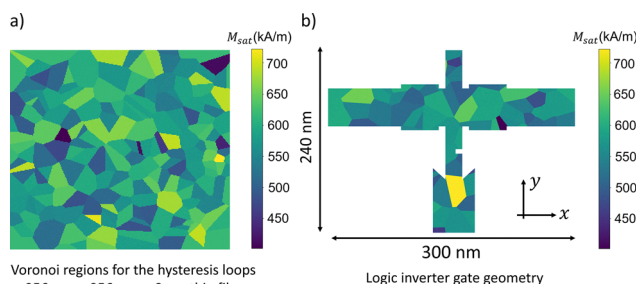 a)
M_sat(kA/m)
700
650
600
550
500
450
Voronoi regions for the hysteresis loops
b)
240 nm
300 nm
y
x
Logic inverter gate geometry
M_sat(kA/m)
700
650
600
550
500
450